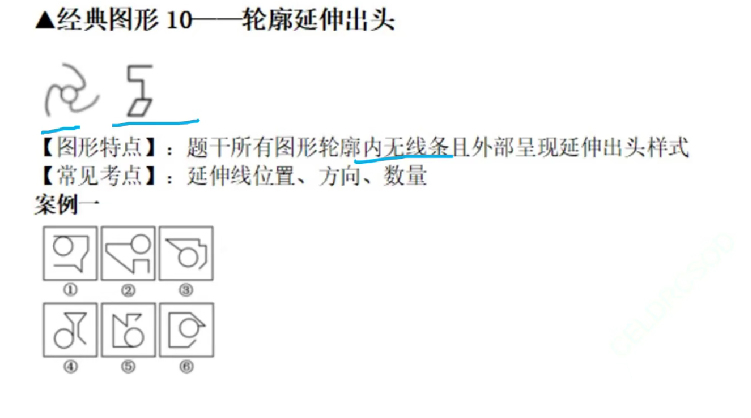 ▲经典图形 10——轮廓延伸出头
【图形特点】：题干所有图形轮廓内无线条且外部呈现延伸出头样式
【常见考点】：延伸线位置、方向、数量
案例一
① ② ③
④ ⑤ ⑥